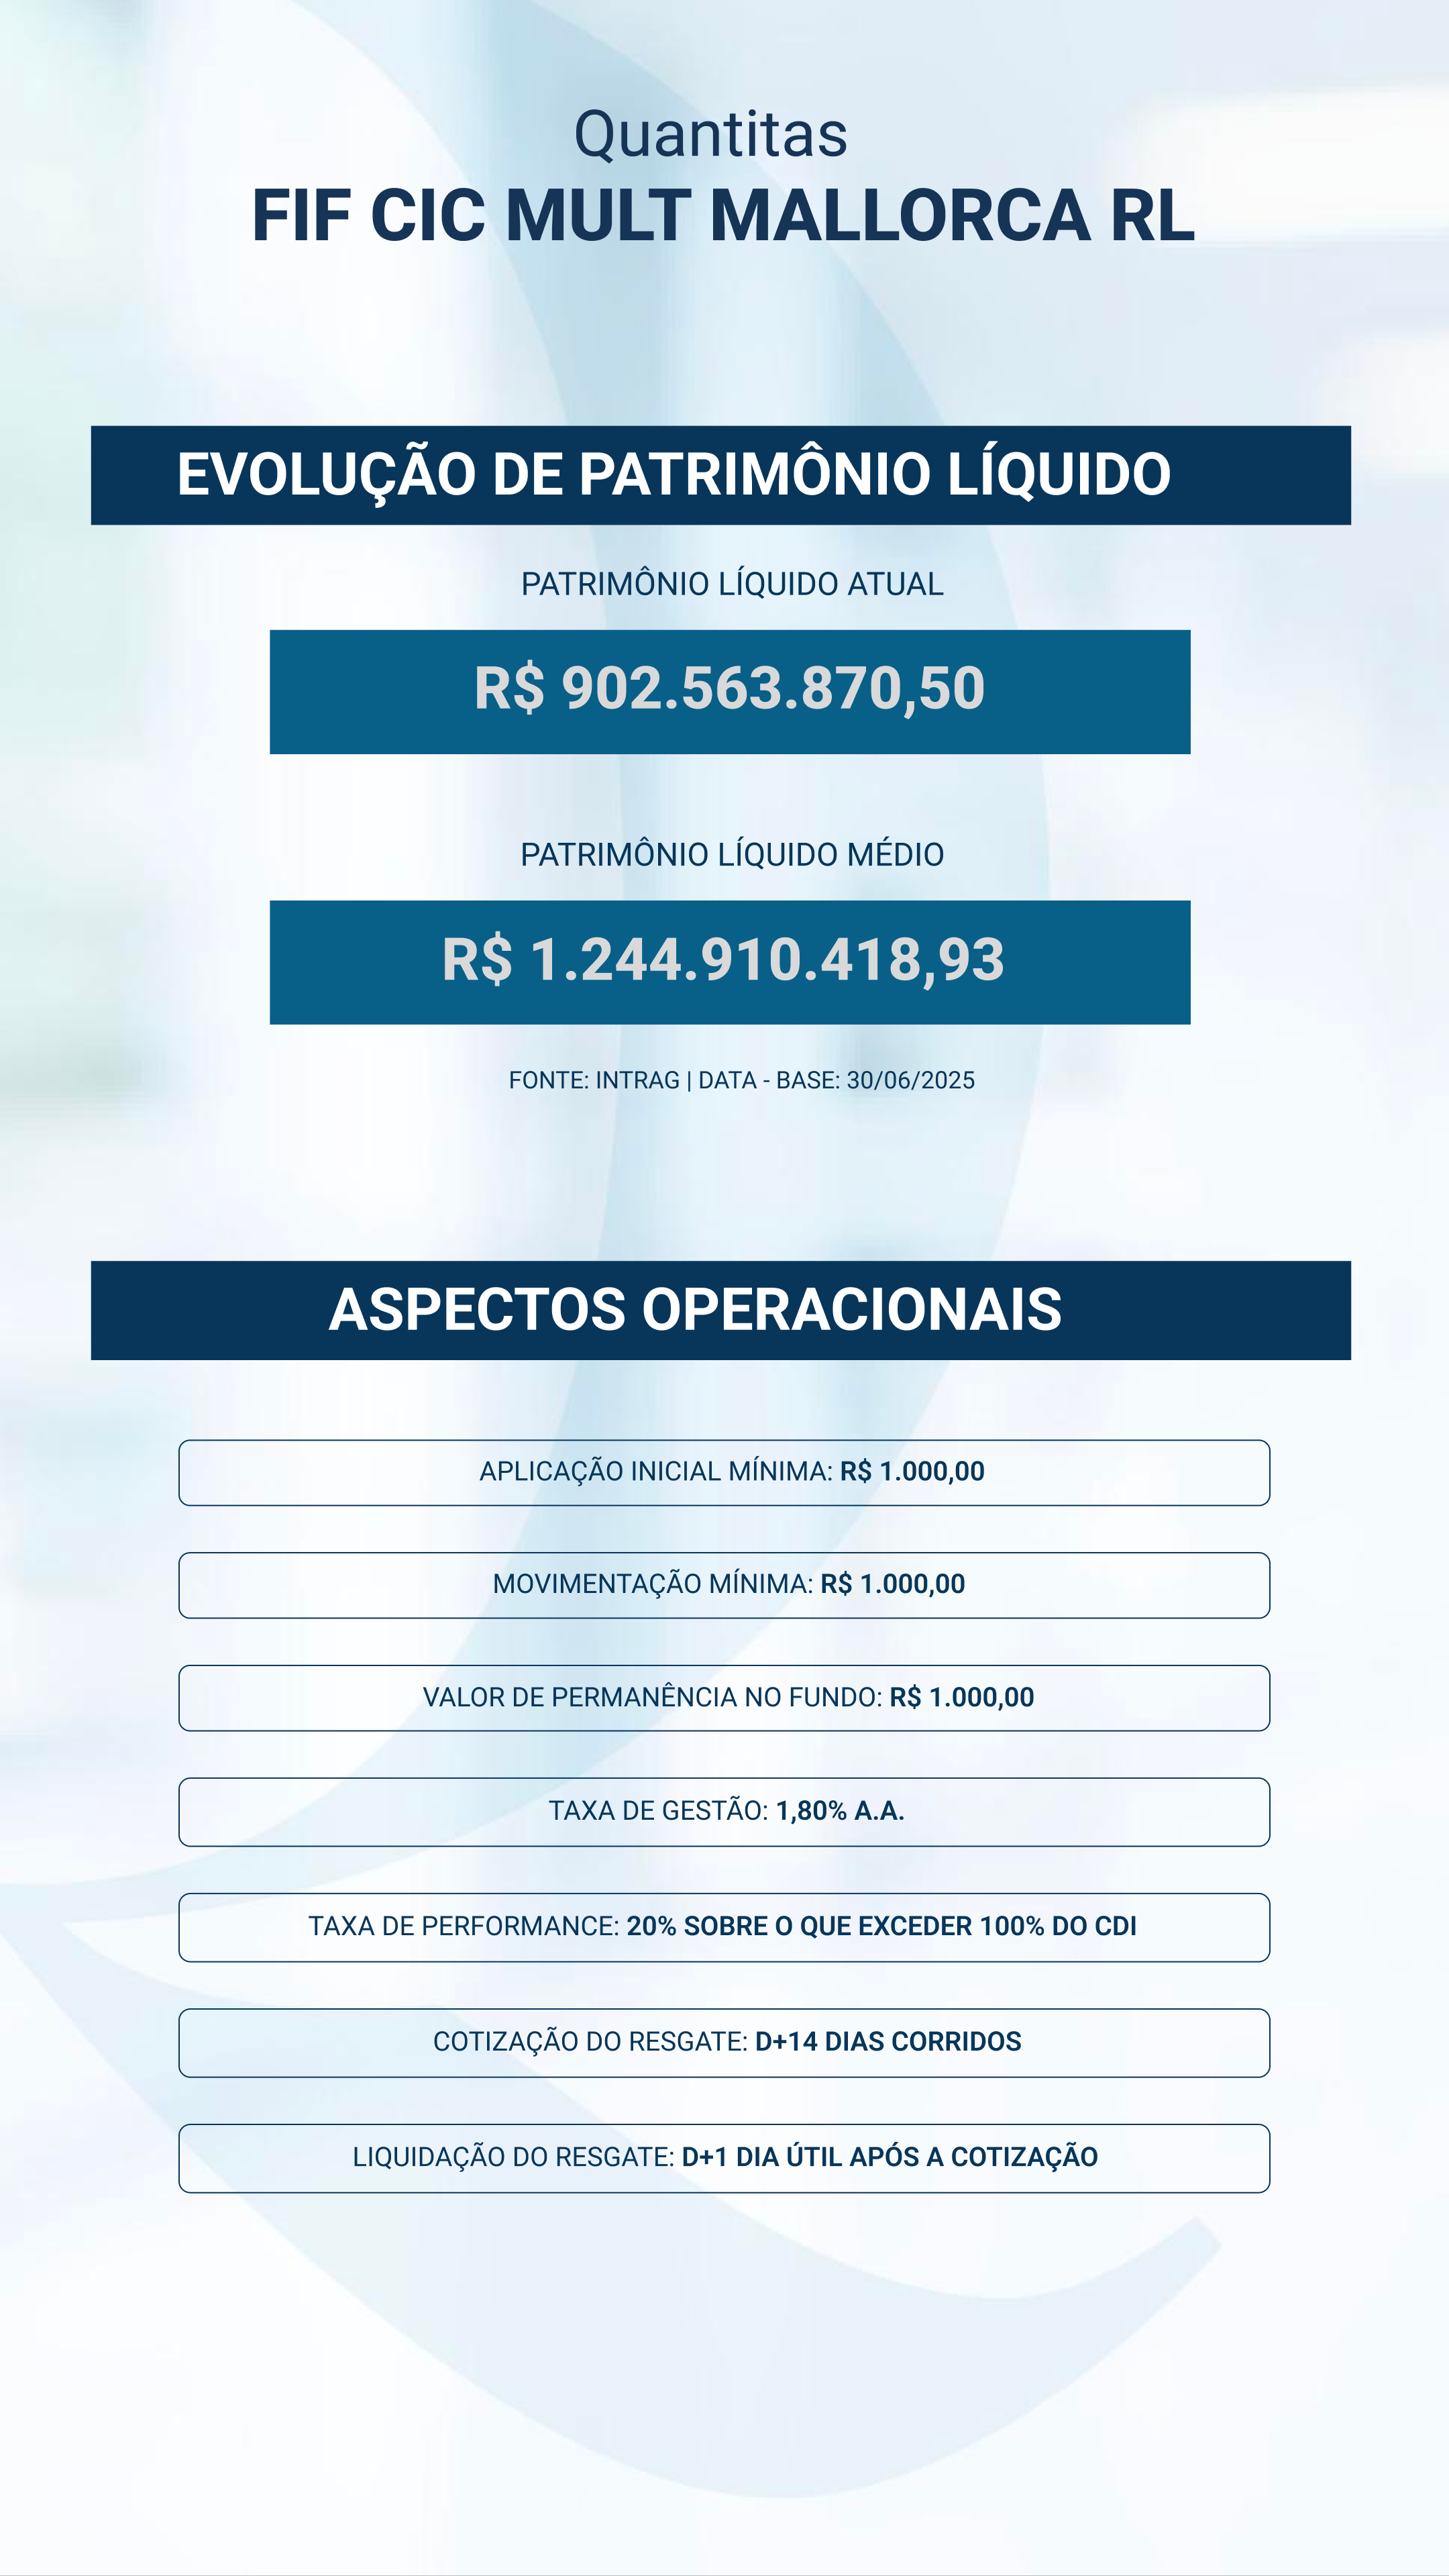 Quantitas
FIF CIC MULT MALLORCA RL
EVOLUÇÃO DE PATRIMÔNIO LÍQUIDO
PATRIMÔNIO LÍQUIDO ATUAL
R$ 902.563.870,50
PATRIMÔNIO LÍQUIDO MÉDIO
R$ 1.244.910.418,93
FONTE: INTRAG | DATA - BASE: 30/06/2025
ASPECTOS OPERACIONAIS
APLICAÇÃO INICIAL MÍNIMA: R$ 1.000,00
MOVIMENTAÇÃO MÍNIMA: R$ 1.000,00
VALOR DE PERMANÊNCIA NO FUNDO: R$ 1.000,00
TAXA DE GESTÃO: 1,80% A.A.
TAXA DE PERFORMANCE: 20% SOBRE O QUE EXCEDER 100% DO CDI
COTIZAÇÃO DO RESGATE: D+14 DIAS CORRIDOS
LIQUIDAÇÃO DO RESGATE: D+1 DIA ÚTIL APÓS A COTIZAÇÃO